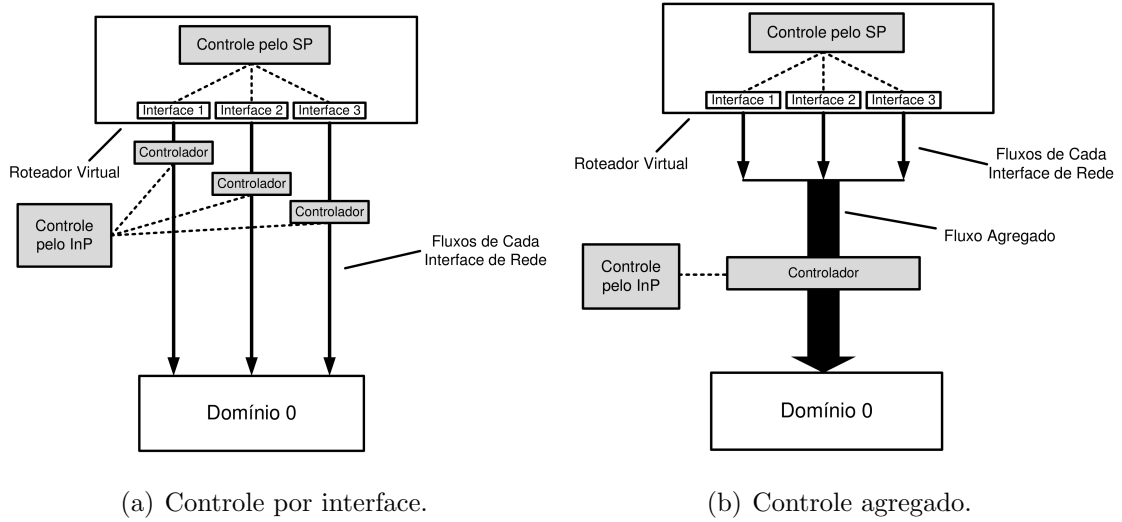 Controle pelo SP
Interface 1
Interface 2
Interface 3
Controlador
Roteador Virtual
Controlador
Controlador
Controle
pelo InP
Fluxos de Cada
Interface de Rede
Domínio 0
(a) Controle por interface.
Controle pelo SP
Interface 1
Interface 2
Interface 3
Roteador Virtual
Fluxos de Cada
Interface de Rede
Fluxo Agregado
Controle
pelo InP
Controlador
Domínio 0
(b) Controle agregado.